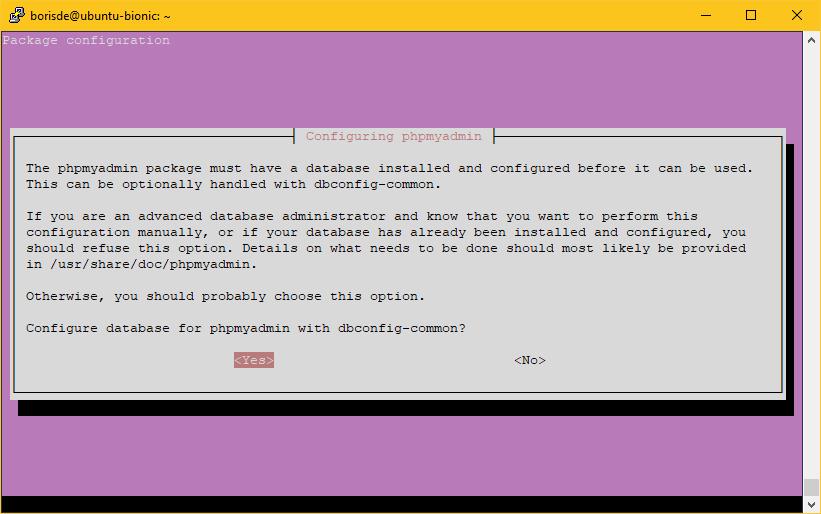 borisde@ubuntu-bionic: ~
Package configuration
Configuring phpmyadmin
The phpmyadmin package must have a database installed and configured before it can be used.
This can be optionally handled with dbconfig-common.
If you are an advanced database administrator and know that you want to perform this
configuration manually, or if your database has already been installed and configured, you
should refuse this option. Details on what needs to be done should most likely be provided
in /usr/share/doc/phpmyadmin.
Otherwise, you should probably choose this option.
Configure database for phpmyadmin with dbconfig-common?
<Yes> <No>